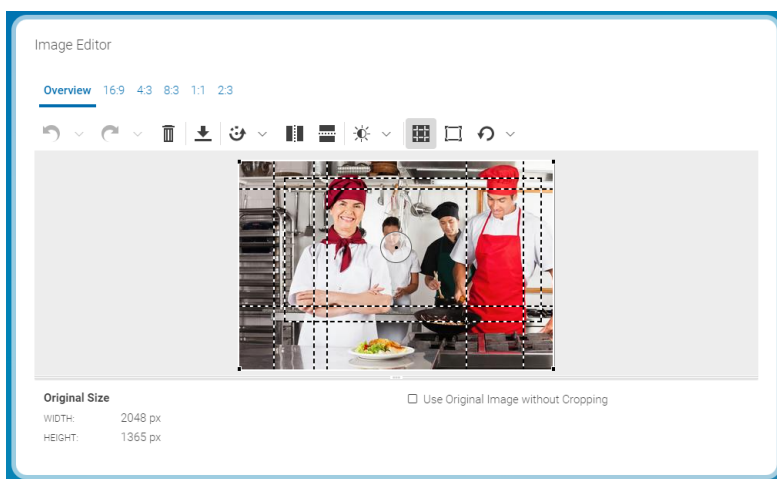 Image Editor
Overview 16:9 4:3 8:3 1:1 2:3
Original Size
WIDTH: 2048 px
HEIGHT: 1365 px
Use Original Image without Cropping